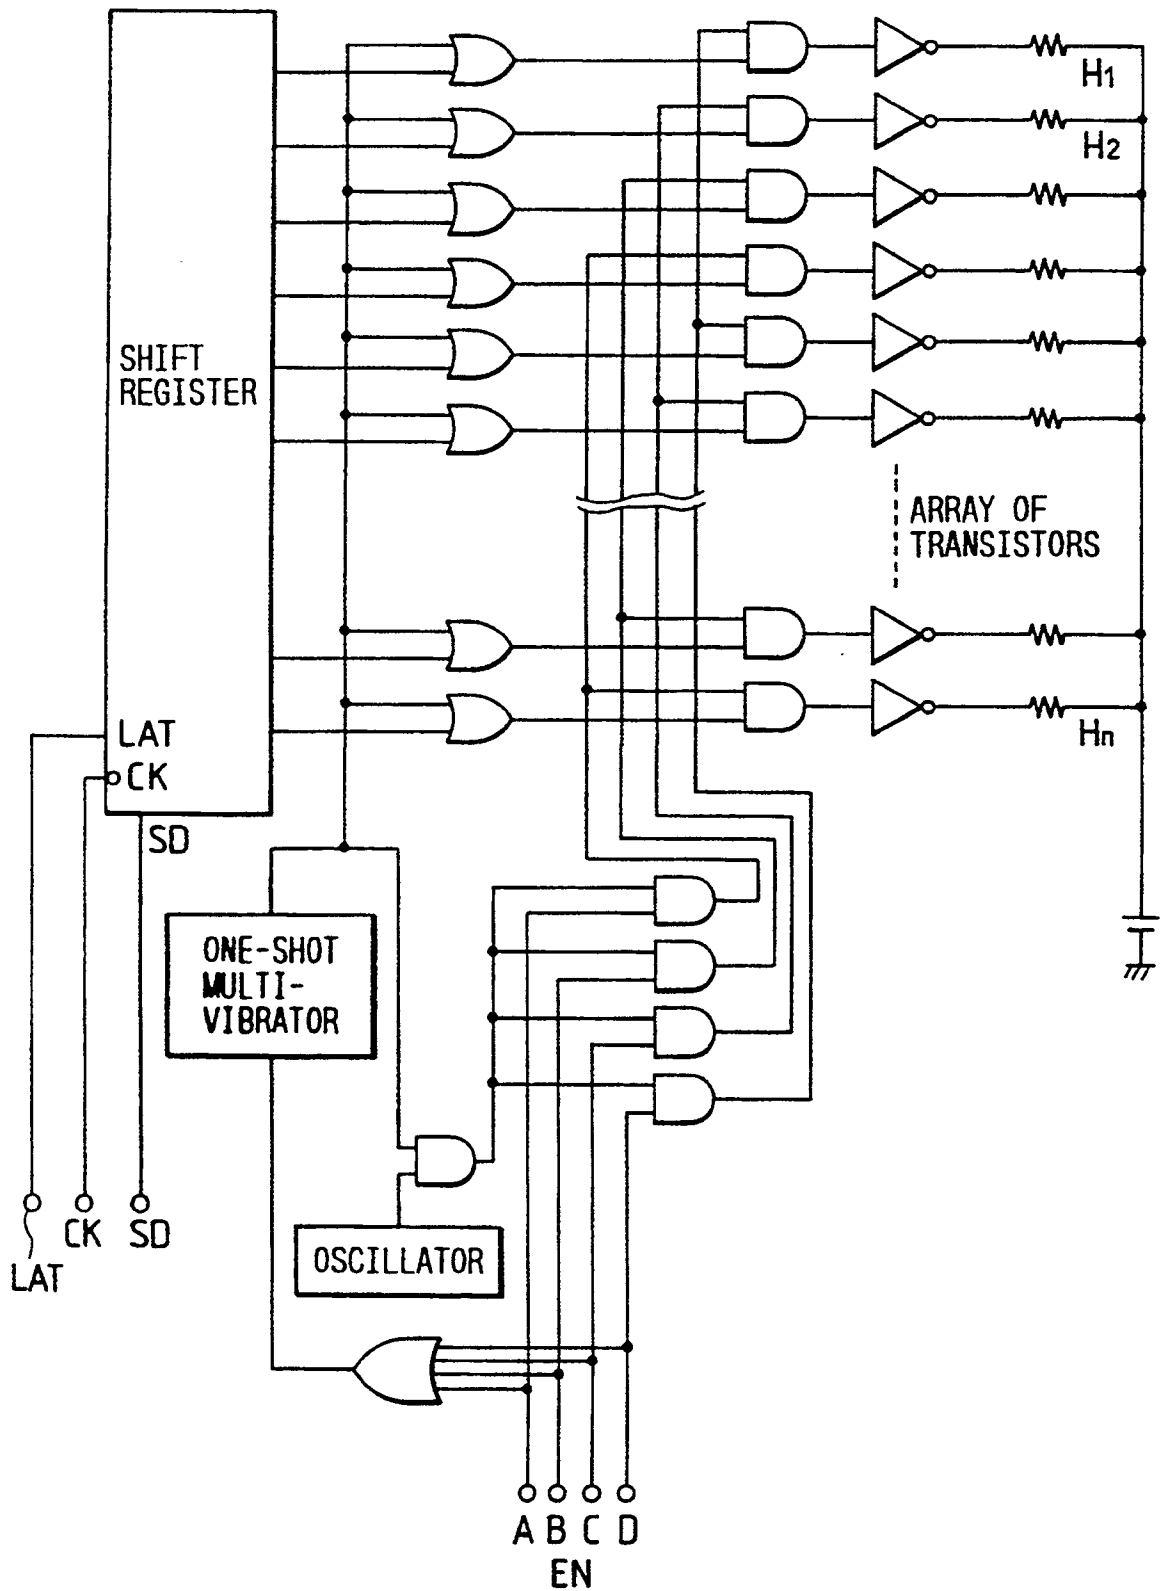 H1
H2
SHIFT
REGISTER
ARRAY OF
TRANSISTORS
LAT
CK
Hn
SD
ONE-SHOT
MULTI-
VIBRATOR
CK SD
OSCILLATOR
LAT
A B C D
EN